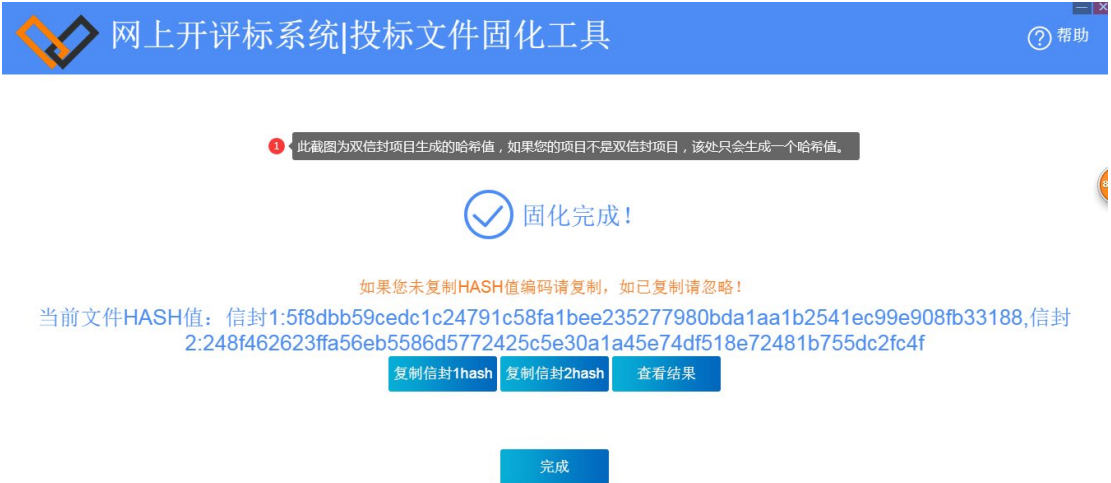 网上开评标系统|投标文件固化工具
帮助
1 此截图为双信封项目生成的哈希值，如果您的项目不是双信封项目，该处只会生成一个哈希值。
固化完成！
如果您未复制HASH值编码请复制，如已复制请忽略！
当前文件HASH值：信封1:5f8dbb59cedc1c24791c58fa1bee235277980bda1aa1b2541ec99e908fb33188,信封
2:248f462623ffa56eb5586d5772425c5e30a1a45e74df518e72481b755dc2fc4f
复制信封1hash 复制信封2hash 查看结果
完成